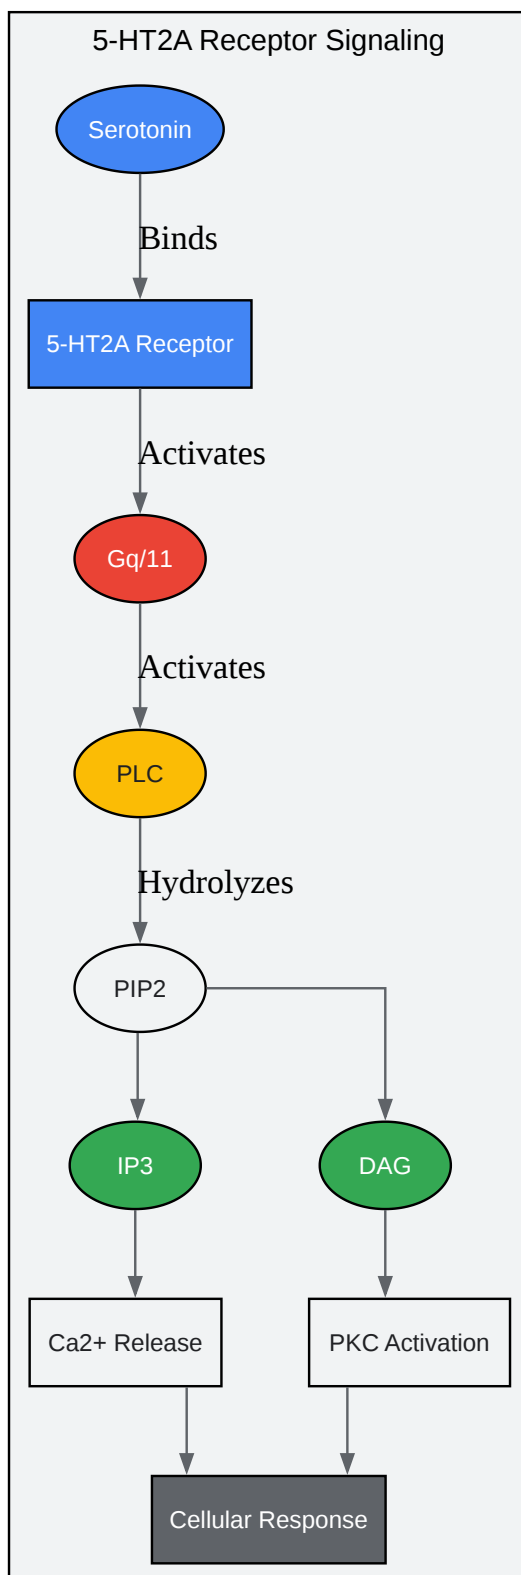 5-HT2A Receptor Signaling
Serotonin
Binds
5-HT2A Receptor
Activates
Gq/11
Activates
PLC
Hydrolyzes
PIP2
IP3
DAG
Ca2+ Release
PKC Activation
Cellular Response